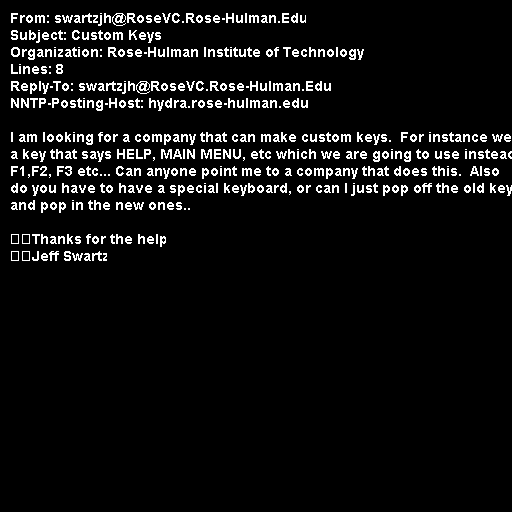 From: swartzjh@RoseVC.Rose-Hulman.Edu
Subject: Custom Keys
Organization: Rose-Hulman Institute of Technology
Lines: 8
Reply-To: swartzjh@RoseVC.Rose-Hulman.Edu
NNTP-Posting-Host: hydra.rose-hulman.edu

I am looking for a company that can make custom keys.  For instance we
a key that says HELP, MAIN MENU, etc which we are going to use instead
F1,F2, F3 etc... Can anyone point me to a company that does this.  Also
do you have to have a special keyboard, or can I just pop off the old key
and pop in the new ones..

Thanks for the help
Jeff Swartz